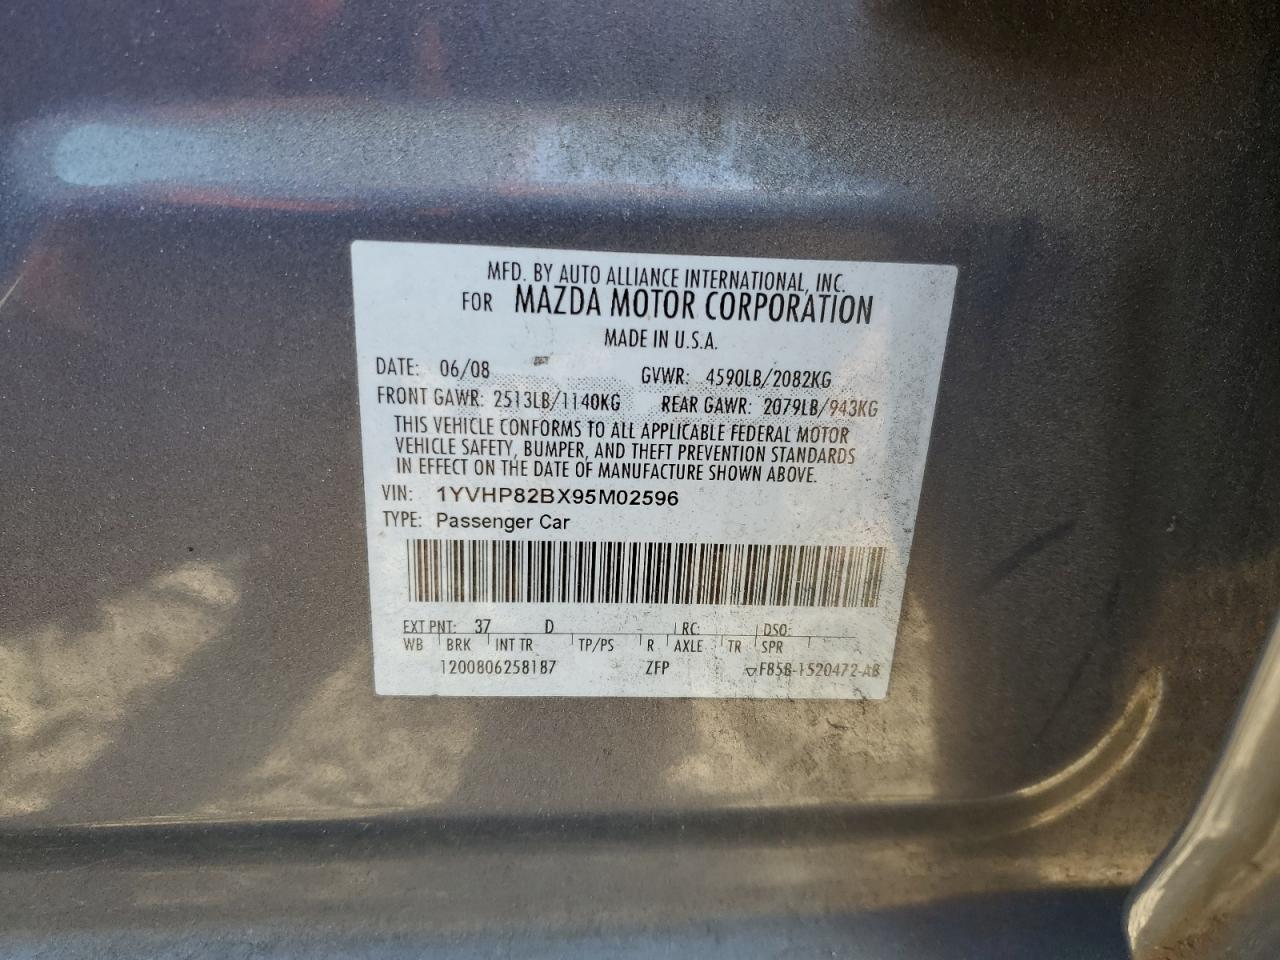 MFD. BY AUTO ALLIANCE INTERNATIONAL, INC.
FOR MAZDA MOTOR CORPORATION
MADE IN U.S.A.
DATE: 06/08 GVWR: 4590LB/2082KG
FRONT GAWR: 2513LB/1140KG REAR GAWR: 2079LB/943KG
THIS VEHICLE CONFORMS TO ALL APPLICABLE FEDERAL MOTOR
VEHICLE SAFETY, BUMPER, AND THEFT PREVENTION STANDARDS
IN EFFECT ON THE DATE OF MANUFACTURE SHOWN ABOVE.
VIN: 1YVHP82BX95M02596
TYPE: Passenger Car
EXT PNT: 37 D RC: DSO:
WB BRK INT TR TP/PS R AXLE TR SPR
1200806258187 ZFP F85B-1520472-AB